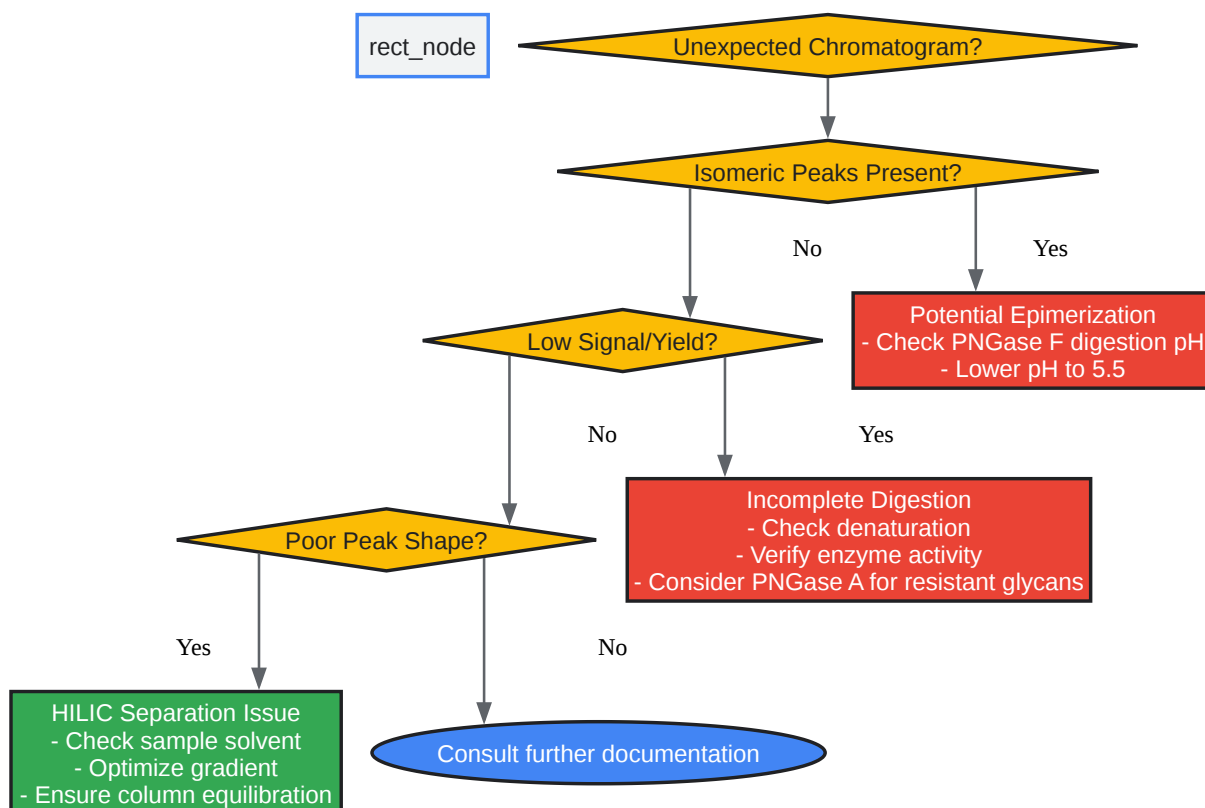 rect_node
Unexpected Chromatogram?
Isomeric Peaks Present?
No
Yes
Potential Epimerization
- Check PNGase F digestion pH
- Lower pH to 5.5
Low Signal/Yield?
No
Yes
Incomplete Digestion
- Check denaturation
- Verify enzyme activity
- Consider PNGase A for resistant glycans
Poor Peak Shape?
Yes
No
HILIC Separation Issue
- Check sample solvent
- Optimize gradient
- Ensure column equilibration
Consult further documentation